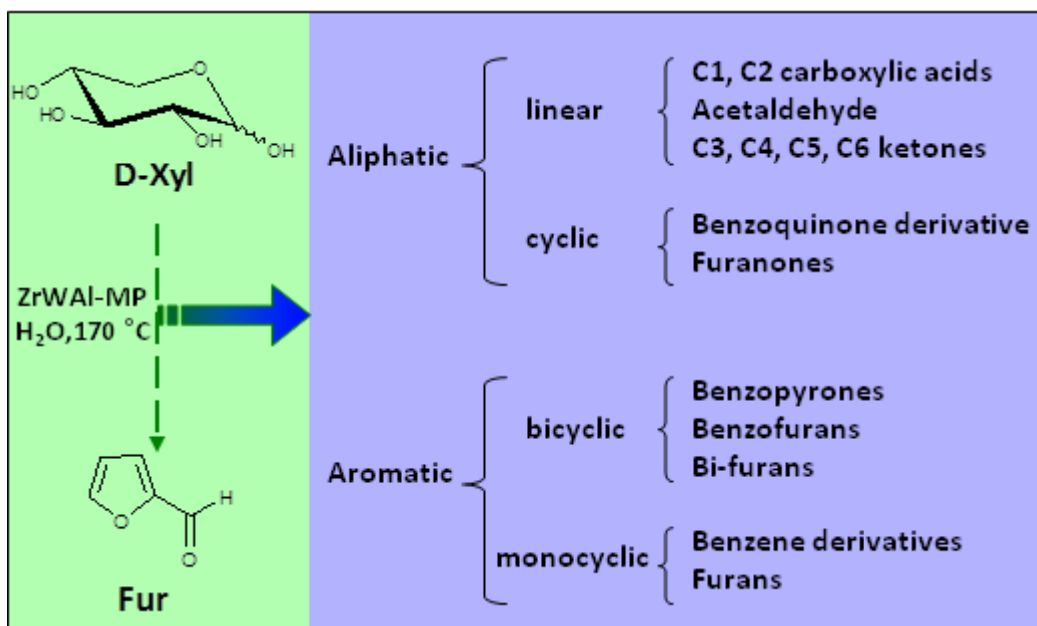 O
HO
HO
HO
OH
OH
D-Xyl
ZrWAl-MP
H₂O,170 °C
O
H
O
Fur
Aliphatic
linear
C1, C2 carboxylic acids
Acetaldehyde
C3, C4, C5, C6 ketones
cyclic
Benzoquinone derivative
Furanones
Aromatic
bicyclic
Benzopyrones
Benzofurans
Bi-furans
monocyclic
Benzene derivatives
Furans